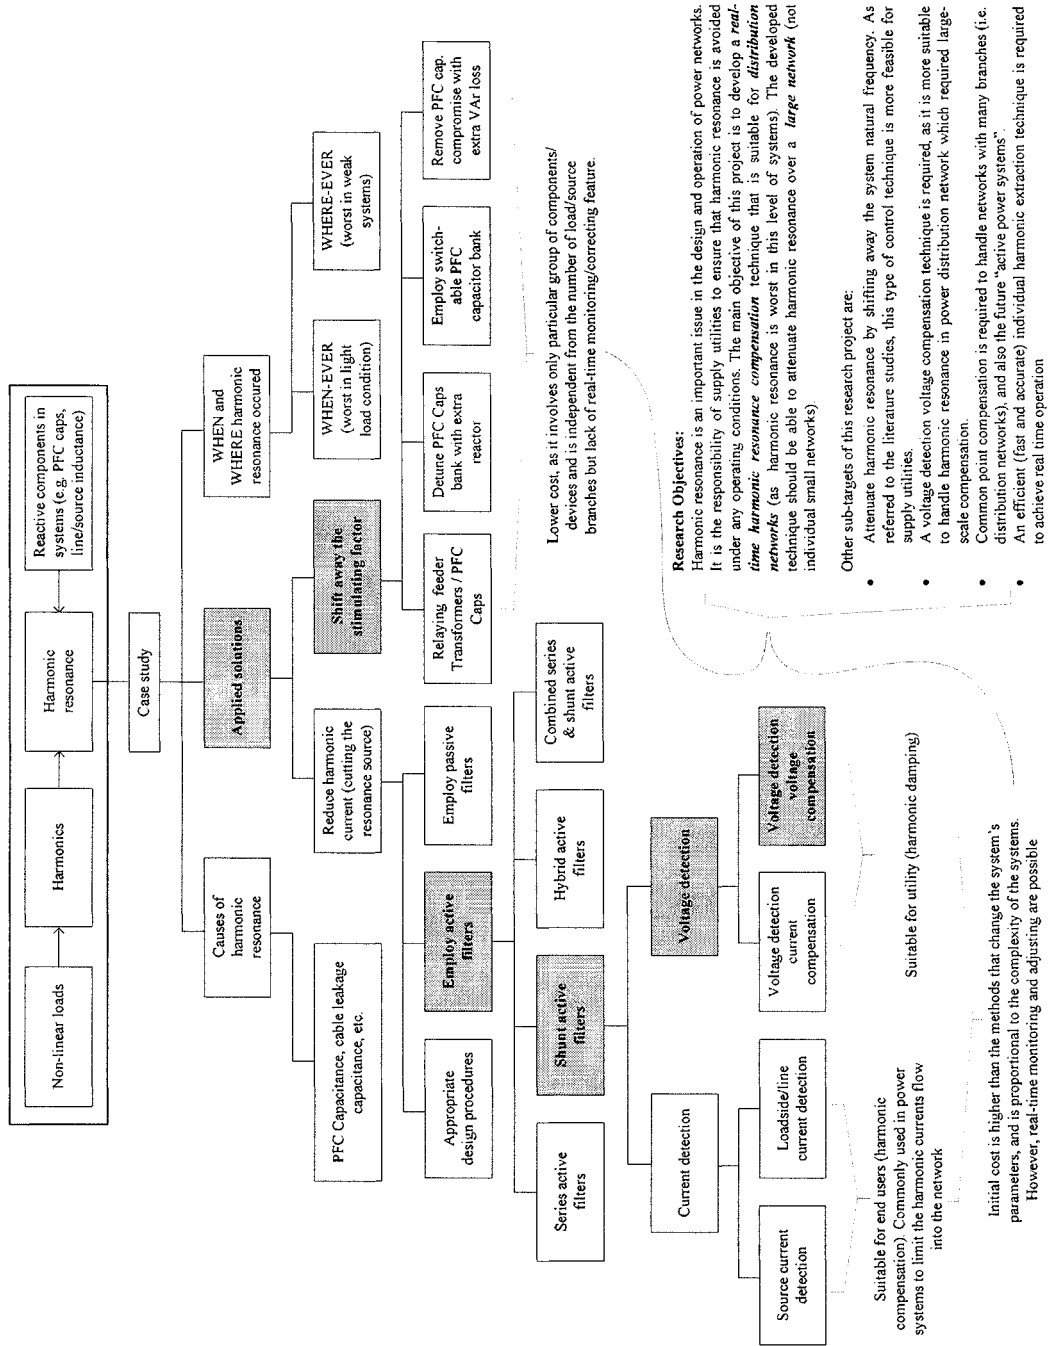 Non-linear loads
Harmonics
Harmonic
resonance
Reactive components in
systems (e.g. PFC caps,
line/source inductance)
Case study
Causes of
harmonic
resonance
Applied solutions
WHEN and
WHERE harmonic
resonance occured
PFC Capacitance, cable leakage
capacitance, etc.
Reduce harmonic
current (cutting the
resonance source)
Shift away the
stimulating factor
WHEN-EVER
(worst in light
load condition)
WHERE-EVER
(worst in weak
systems)
Appropriate
design procedures
Employ active
filters
Employ passive
filters
Relaying feeder
Transformers / PFC
Caps
Detune PFC Caps
bank with extra
reactor
Employ switch-
able PFC
capacitor bank
Remove PFC cap.
compromise with
extra VAr loss
Series active
filters
Shunt active
filters
Hybrid active
filters
Combined series
& shunt active
filters
Lower cost, as it involves only particular group of components/
devices and is independent from the number of load/source
branches but lack of real-time monitoring/correcting feature.
Current detection
Voltage detection
Source current
detection
Loadside/line
current detection
Voltage detection
current
compensation
Voltage detection
voltage
compensation
Suitable for end users (harmonic
compensation). Commonly used in power
systems to limit the harmonic currents flow
into the network
Suitable for utility (harmonic damping)
Initial cost is higher than the methods that change the system's
parameters, and is proportional to the complexity of the systems.
However, real-time monitoring and adjusting are possible
Research Objectives:
Harmonic resonance is an important issue in the design and operation of power networks.
It is the responsibility of supply utilities to ensure that harmonic resonance is avoided
under any operating conditions. The main objective of this project is to develop a real-
time harmonic resonance compensation technique that is suitable for distribution
networks (as harmonic resonance is worst in this level of systems). The developed
technique should be able to attenuate harmonic resonance over a large network (not
individual small networks).
Other sub-targets of this research project are:
• Attenuate harmonic resonance by shifting away the system natural frequency. As
referred to the literature studies, this type of control technique is more feasible for
supply utilities.
• A voltage detection voltage compensation technique is required, as it is more suitable
to handle harmonic resonance in power distribution network which required large-
scale compensation.
• Common point compensation is required to handle networks with many branches (i.e.
distribution networks), and also the future "active power systems".
• An efficient (fast and accurate) individual harmonic extraction technique is required
to achieve real time operation